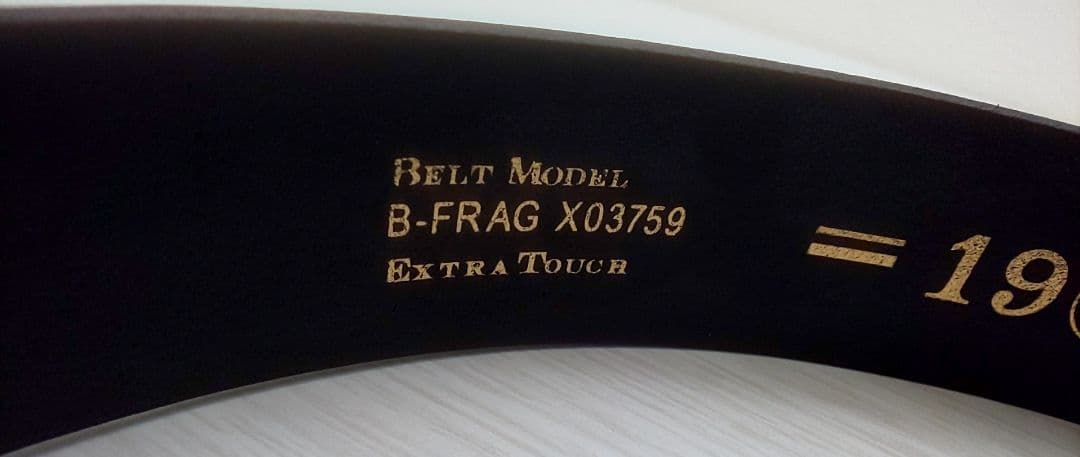 BELT MODEL
B-FRAG X03759
EXTRA TOUCH
= 19